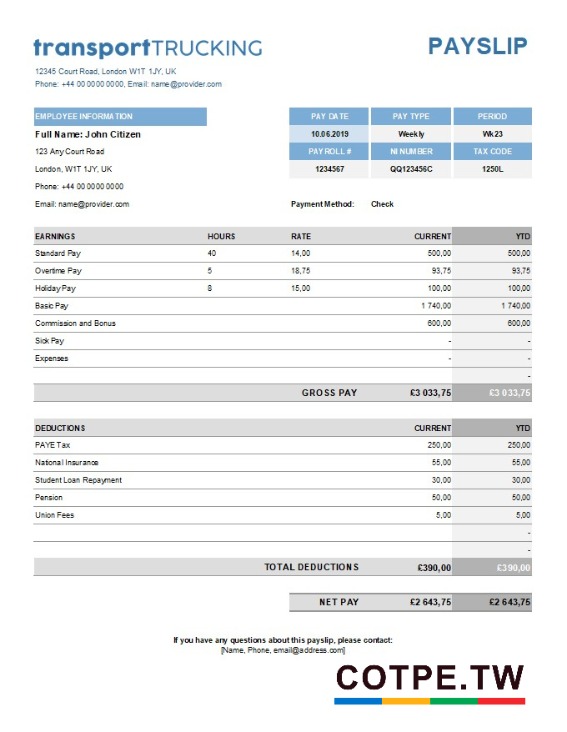 transportTRUCKING
PAYSLIP
12345 Court Road, London W1T 1JY, UK
Phone: +44 00 0000 0000, Email: name@provider.com
EMPLOYEE INFORMATION
PAY DATE PAY TYPE PERIOD
Full Name: John Citizen
10.06.2019 Weekly Wk23
123 Any Court Road
PAYROLL # NI NUMBER TAX CODE
London, W1T 1JY, UK
1234567 QQ123456C 1250L
Phone: +44 00 0000 0000
Email: name@provider.com
Payment Method: Check
EARNINGS HOURS RATE CURRENT YTD
Standard Pay 40 14,00 500,00 500,00
Overtime Pay 5 18,75 93,75 93,75
Holiday Pay 8 15,00 100,00 100,00
Basic Pay 1 740,00 1 740,00
Commission and Bonus 600,00 600,00
Sick Pay - -
Expenses - -
-
GROSS PAY £3 033,75 £3 033,75
DEDUCTIONS CURRENT YTD
PAYE Tax 250,00 250,00
National Insurance 55,00 55,00
Student Loan Repayment 30,00 30,00
Pension 50,00 50,00
Union Fees 5,00 5,00
-
-
TOTAL DEDUCTIONS £390,00 £390,00
NET PAY £2 643,75 £2 643,75
If you have any questions about this payslip, please contact:
[Name, Phone, email@address.com]
COTPE.TW